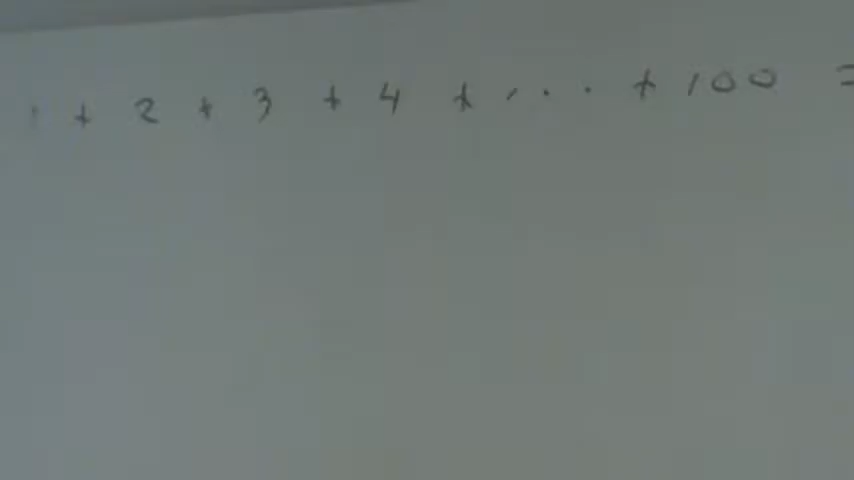 1 + 2 + 3 + 4 + ... + 100 =